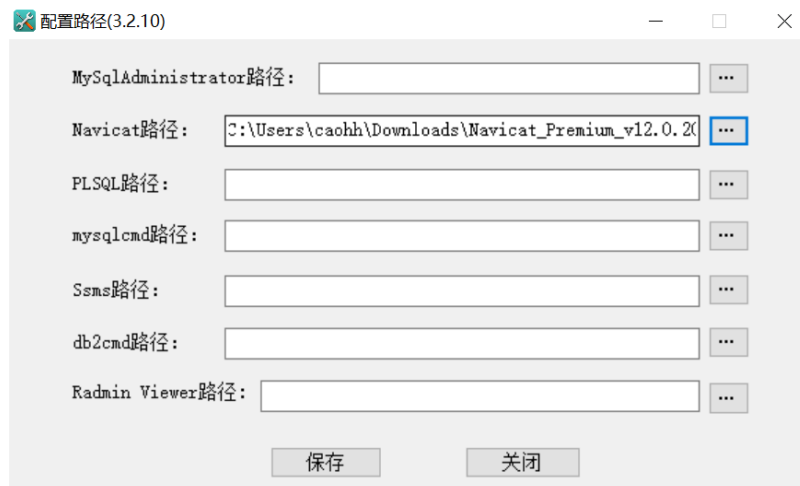 配置路径(3.2.10)
MySqlAdministrator路径:
...
Navicat路径: C:\Users\caohh\Downloads\Navicat_Premium_v12.0.20
...
PLSQL路径:
...
mysqlcmd路径:
...
Ssms路径:
...
db2cmd路径:
...
Radmin Viewer路径:
...
保存 关闭